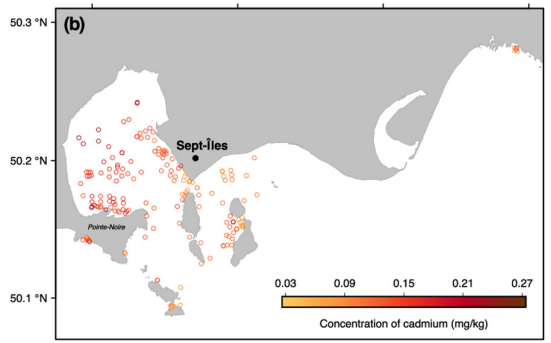 50.3 °N
(b)
50.2 °N
Sept-Îles
Pointe-Noire
50.1 °N
0.03 0.09 0.15 0.21 0.27
Concentration of cadmium (mg/kg)